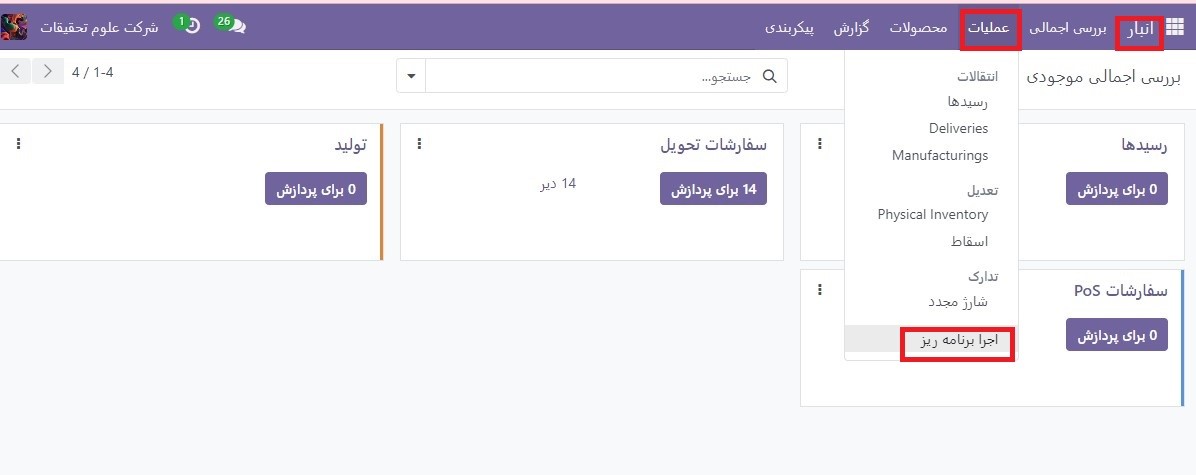 انبار بررسی اجمالی عملیات محصولات گزارش پیکربندی 26 1 شرکت علوم تحقیقات
بررسی اجمالی موجودی
جستجو...
1-4 / 4
انتقالات
رسیدها
Deliveries
Manufacturings
تعدیل
Physical Inventory
اسقاط
تدارک
شارژ مجدد
اجرا برنامه ریز
رسیدها
0 برای پردازش
سفارشات تحویل
14 برای پردازش
14 دیر
تولید
0 برای پردازش
سفارشات PoS
0 برای پردازش